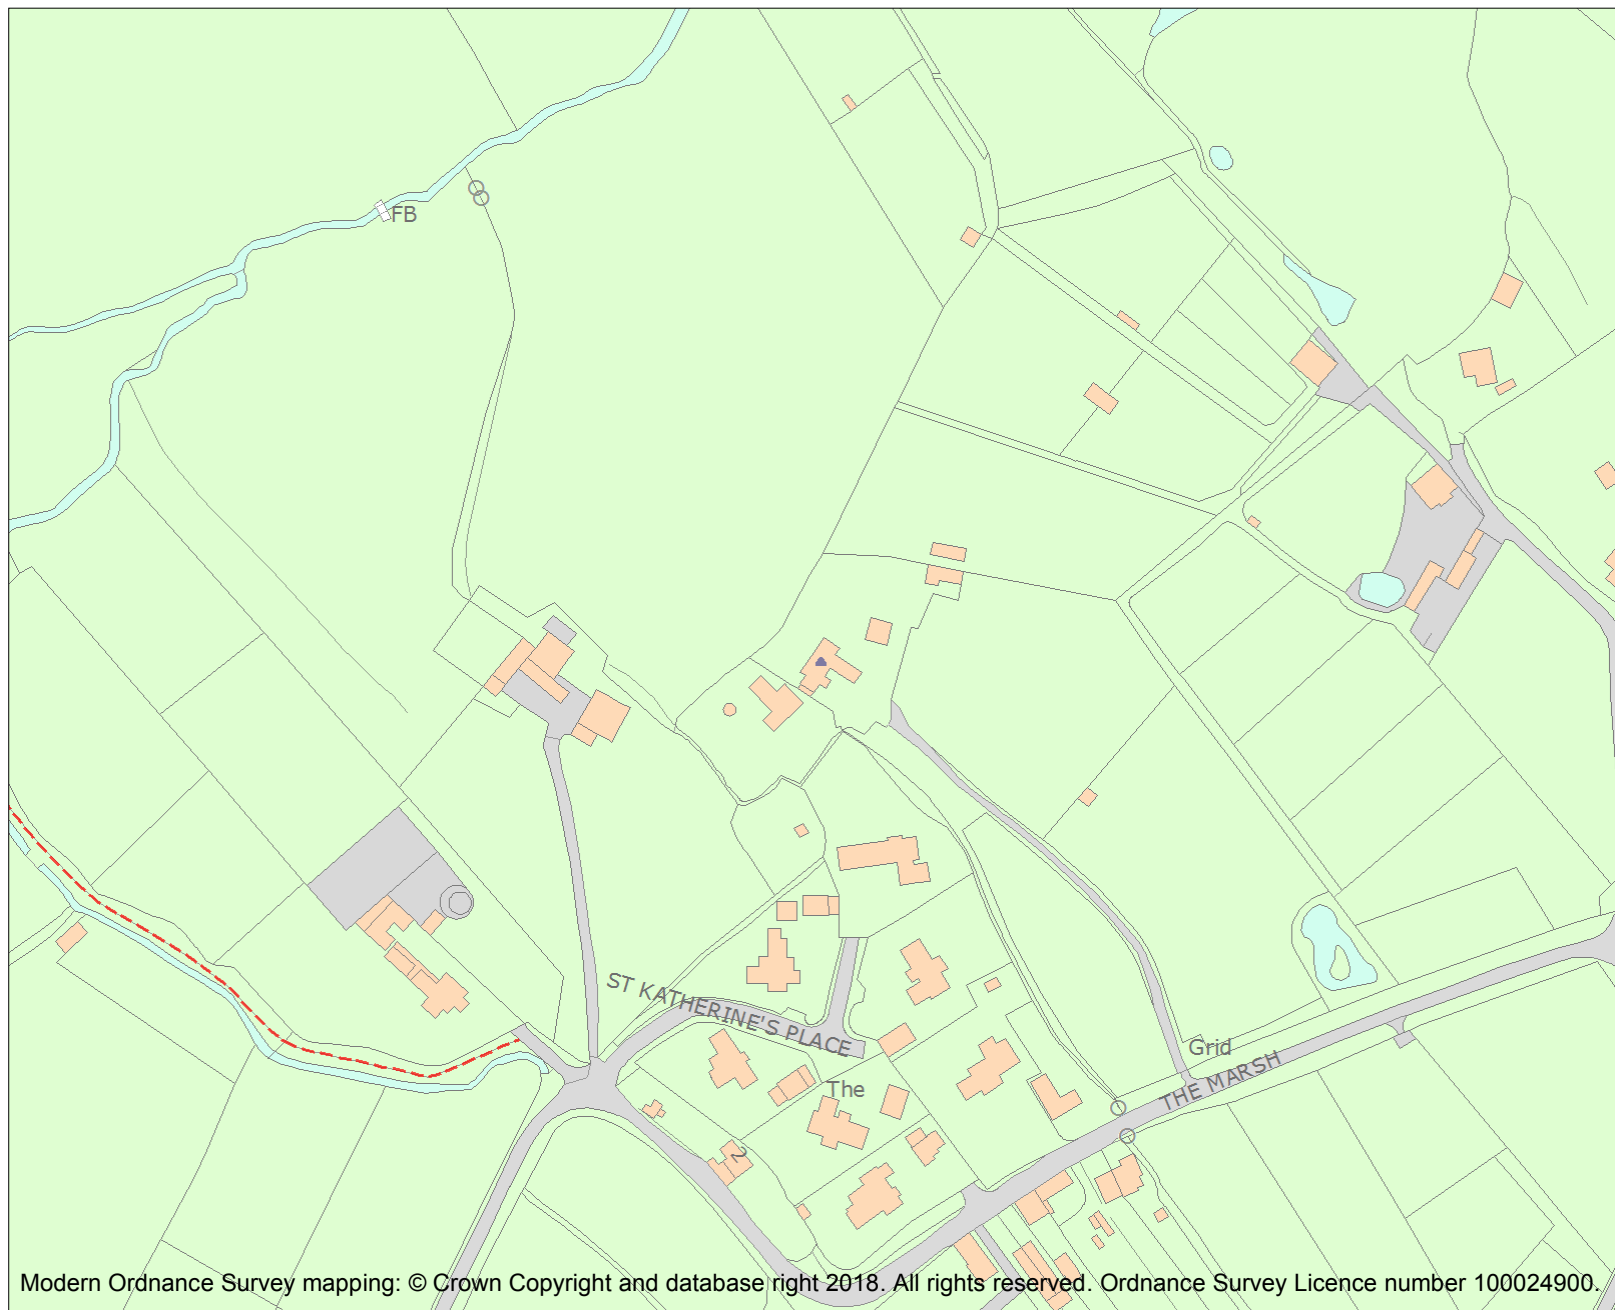 FB
ST KATHERINE'S PLACE
Grid
THE MARSH
The
2
Modern Ordnance Survey mapping: © Crown Copyright and database right 2018. All rights reserved. Ordnance Survey Licence number 100024900.